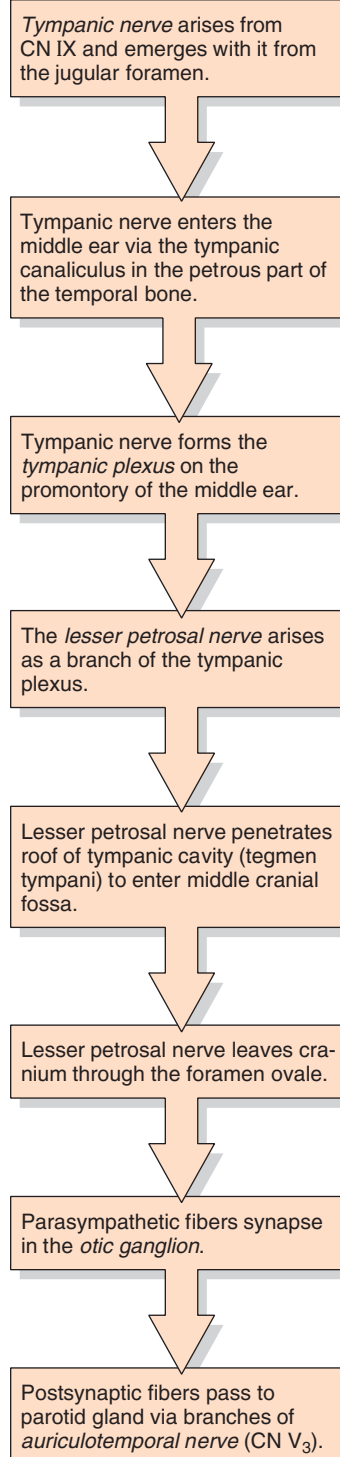 Tympanic nerve arises from
CN IX and emerges with it from
the jugular foramen.
Tympanic nerve enters the
middle ear via the tympanic
canaliculus in the petrous part of
the temporal bone.
Tympanic nerve forms the
tympanic plexus on the
promontory of the middle ear.
The lesser petrosal nerve arises
as a branch of the tympanic
plexus.
Lesser petrosal nerve penetrates
roof of tympanic cavity (tegmen
tympani) to enter middle cranial
fossa.
Lesser petrosal nerve leaves cra-
nium through the foramen ovale.
Parasympathetic fibers synapse
in the otic ganglion.
Postsynaptic fibers pass to
parotid gland via branches of
auriculotemporal nerve (CN V₃).